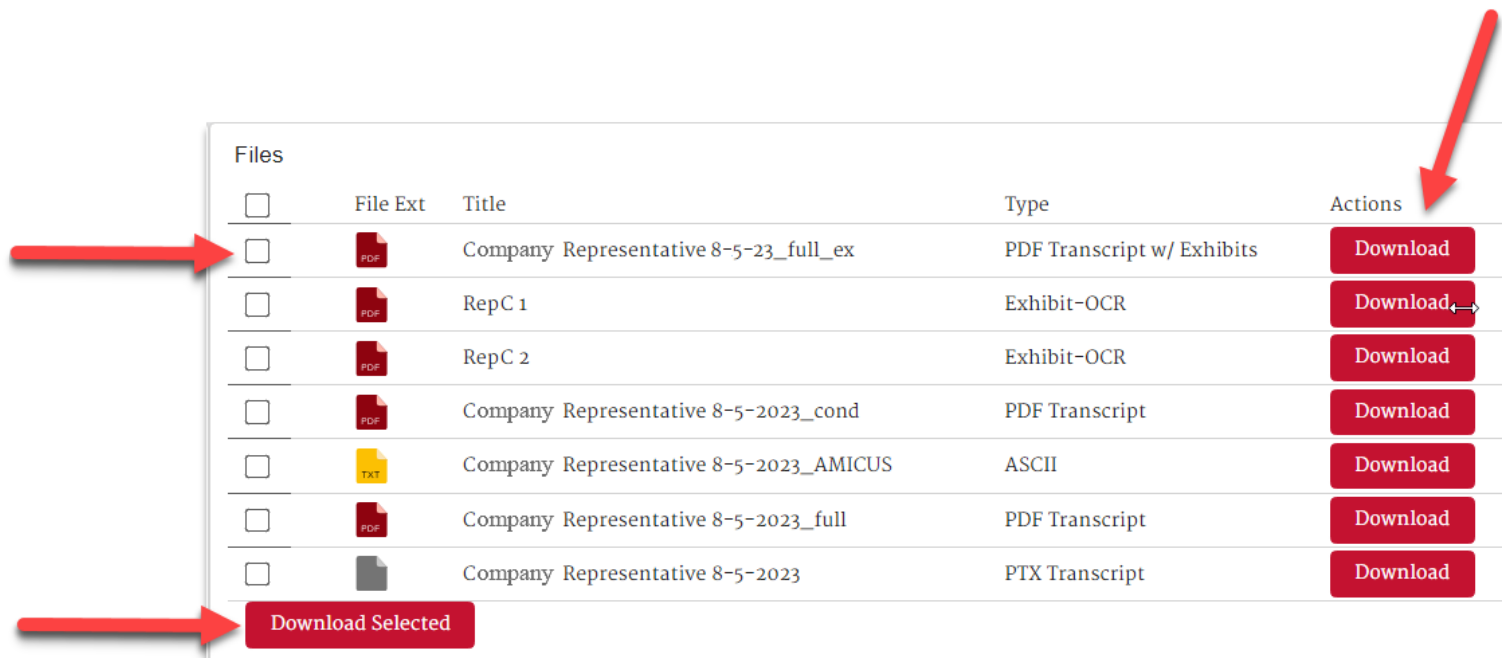 Files
File Ext Title Type Actions
PDF Company Representative 8-5-23_full_ex PDF Transcript w/ Exhibits Download
PDF RepC 1 Exhibit-OCR Download
PDF RepC 2 Exhibit-OCR Download
PDF Company Representative 8-5-2023_cond PDF Transcript Download
TXT Company Representative 8-5-2023_AMICUS ASCII Download
PDF Company Representative 8-5-2023_full PDF Transcript Download
Company Representative 8-5-2023 PTX Transcript Download
Download Selected